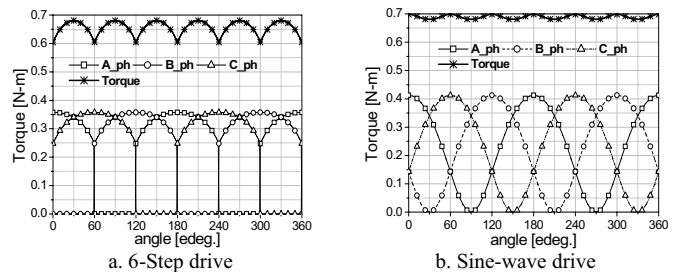 0.7
0.6
0.5
0.4
0.3
0.2
0.1
0.0
Torque [N-m]
A_ph B_ph C_ph
Torque
0 60 120 180 240 300 360
angle [edeg.]
a. 6-Step drive
0.7
0.6
0.5
0.4
0.3
0.2
0.1
0.0
Torque [N-m]
A_ph B_ph C_ph
Torque
0 60 120 180 240 300 360
angle [edeg.]
b. Sine-wave drive